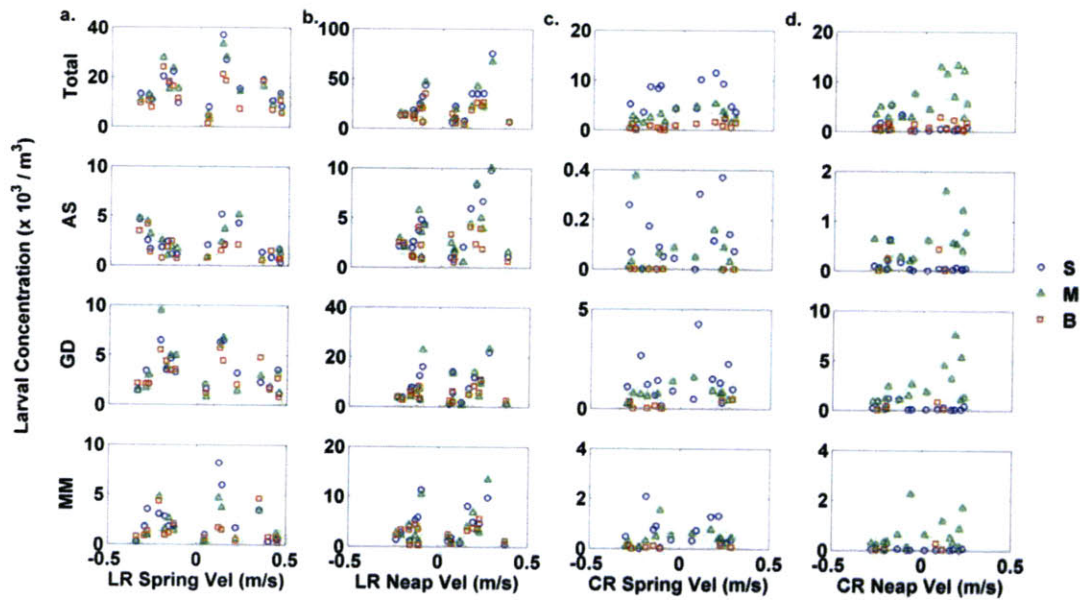 a. b. c. d.
40 100 20 20
Total
20 50 10 10
0 0 0 0
Larval Concentration (x 10³ / m³)
10 10 0.4 2
AS
5 5 0.2 1
0 0 0 0
S
M
B
10 40 5 10
GD
5 20 5
0 0 0 0
10 20 4 4
MM
5 10 2 2
0 0 0 0
-0.5 0 0.5 -0.5 0 0.5 -0.5 0 0.5 -0.5 0 0.5
LR Spring Vel (m/s) LR Neap Vel (m/s) CR Spring Vel (m/s) CR Neap Vel (m/s)